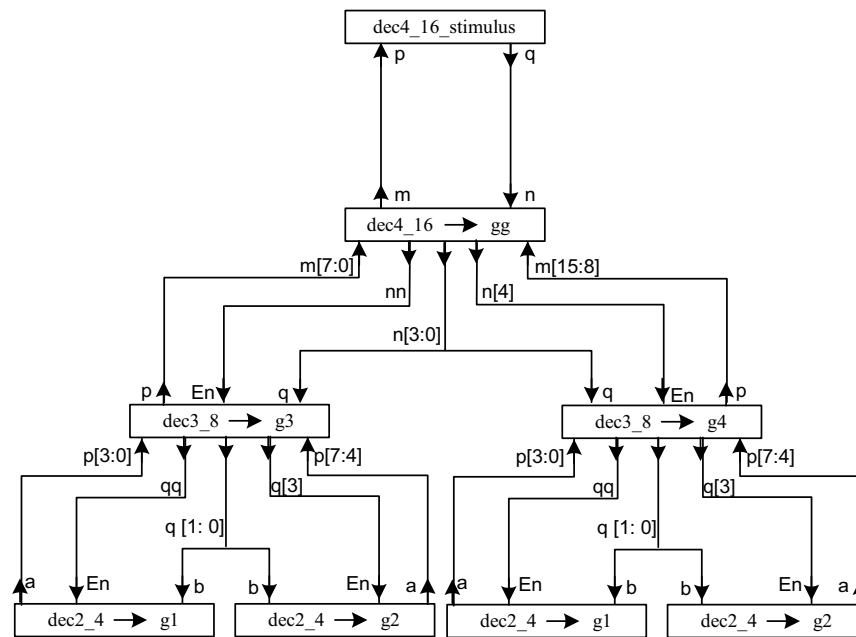 dec4_16_stimulus
p q
m n
dec4_16 gg
m[7:0] nn n[4] m[15:8]
n[3:0]
p En q q En p
dec3_8 g3 dec3_8 g4
p[3:0] qq q[3] p[7:4] p[3:0] qq q[3] p[7:4]
q [1: 0] q [1: 0]
a En b b En a a En b b En a
dec2_4 g1 dec2_4 g2 dec2_4 g1 dec2_4 g2